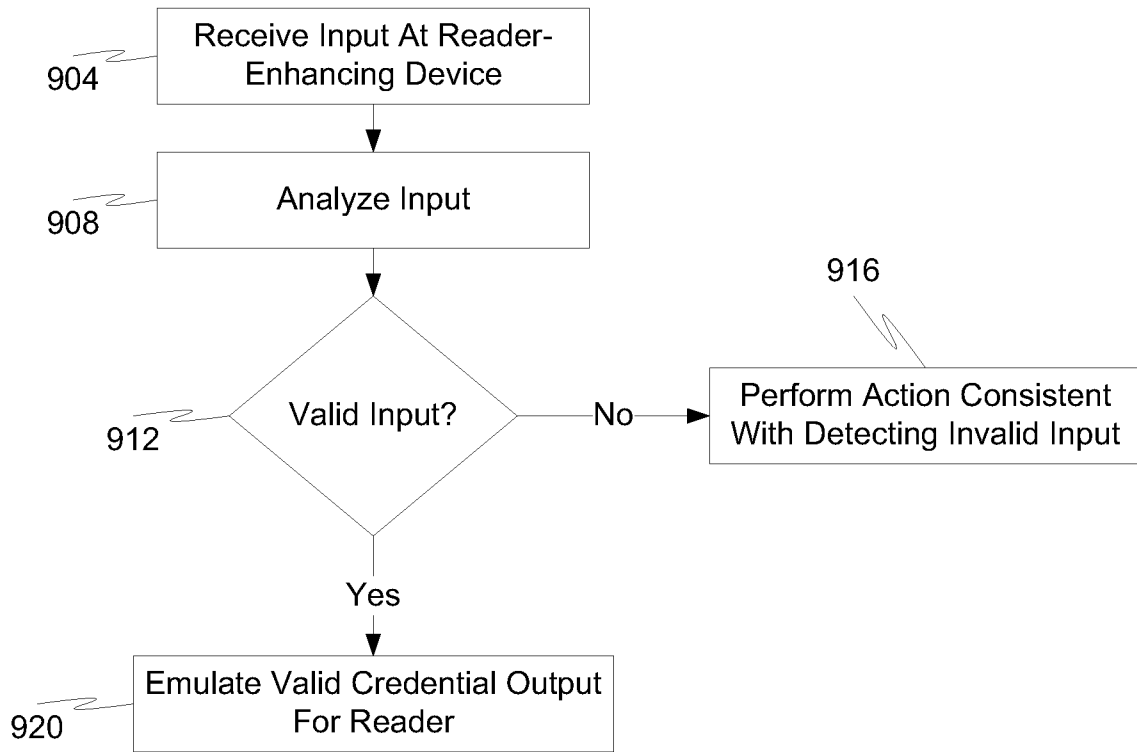 Receive Input At Reader-
Enhancing Device
904
Analyze Input
908
916
Valid Input?
912
No
Perform Action Consistent
With Detecting Invalid Input
Yes
Emulate Valid Credential Output
For Reader
920